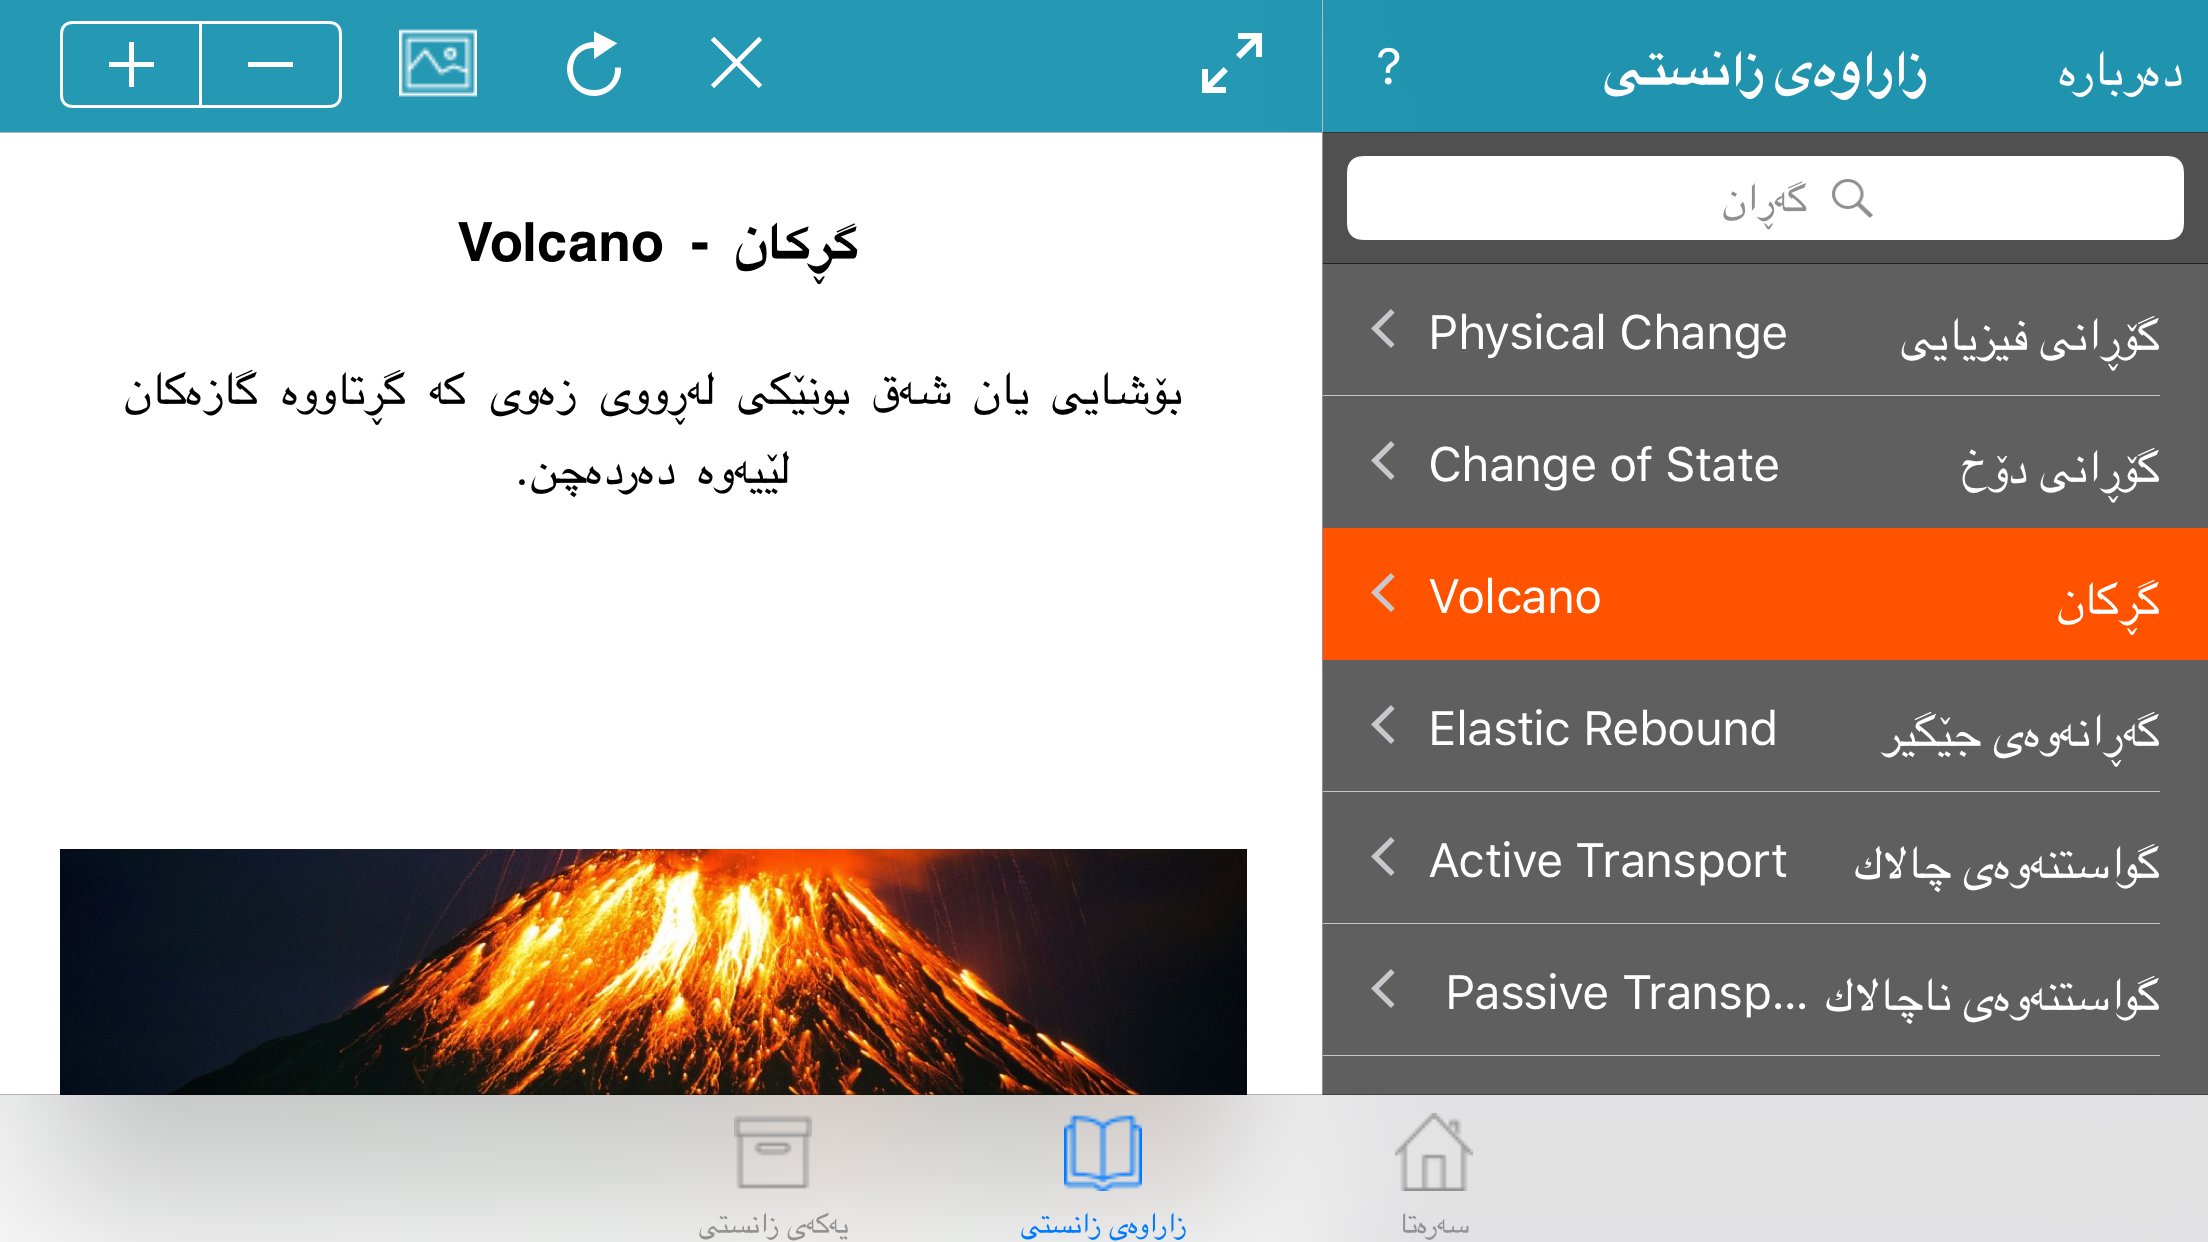 ?
زاراوەی زانستی
دەربارە
گەڕان
گڕکان - Volcano
بۆشایی یان شەق بونێکی لەڕووی زەوی کە گڕتاووە گازەکان
لێیەوە دەردەچن.
گۆڕانی فیزیایی Physical Change
گۆڕانی دۆخ Change of State
گڕکان Volcano
گەڕانەوەی جێگیر Elastic Rebound
گواستنەوەی چالاك Active Transport
گواستنەوەی ناچالاك Passive Transp...
سەرەتا
زاراوەی زانستی
یەکەی زانستی